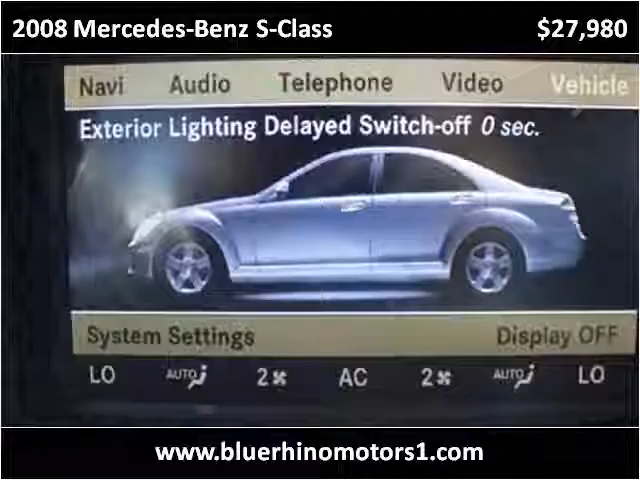 2008 Mercedes-Benz S-Class $27,980
Navi Audio Telephone Video Vehicle
Exterior Lighting Delayed Switch-off 0 sec.
System Settings Display OFF
LO AUTO 2 AC 2 AUTO LO
www.bluerhinomotors1.com